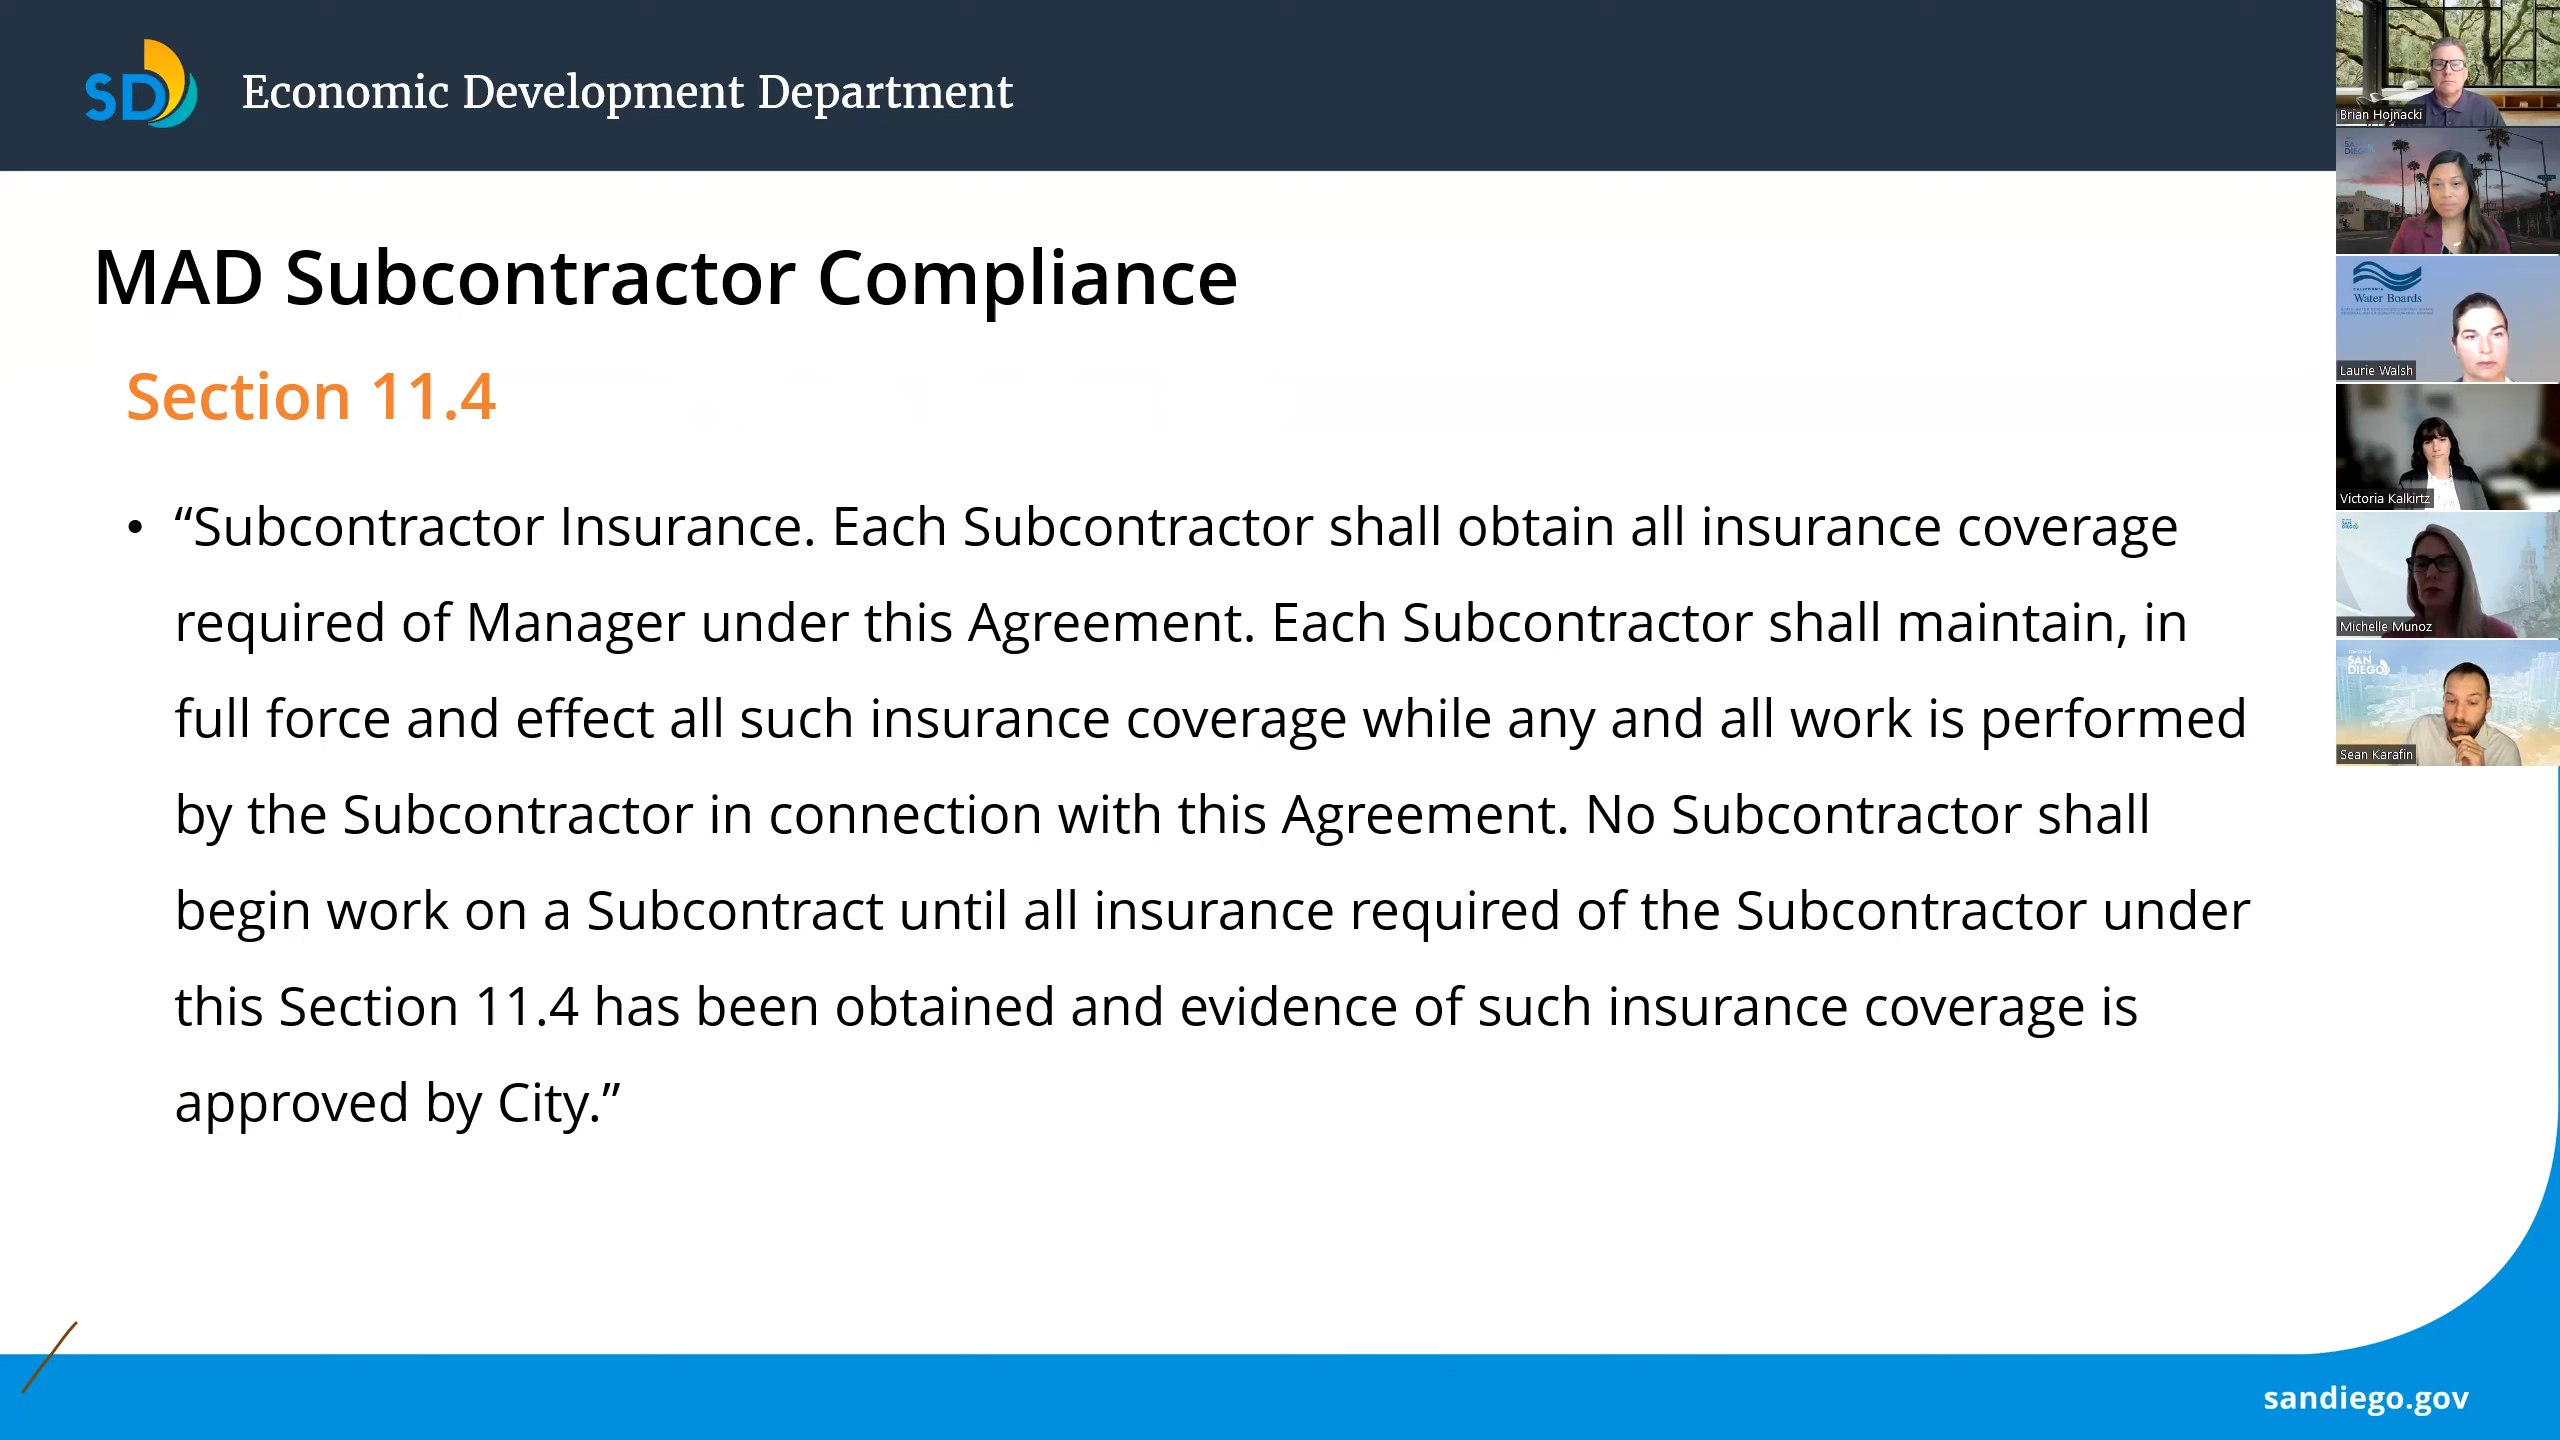 SD
Economic Development Department
MAD Subcontractor Compliance
Section 11.4
• “Subcontractor Insurance. Each Subcontractor shall obtain all insurance coverage
required of Manager under this Agreement. Each Subcontractor shall maintain, in
full force and effect all such insurance coverage while any and all work is performed
by the Subcontractor in connection with this Agreement. No Subcontractor shall
begin work on a Subcontract until all insurance required of the Subcontractor under
this Section 11.4 has been obtained and evidence of such insurance coverage is
approved by City.”
sandiego.gov
Brian Hojnacki
SAN
DIEGO
CALIFORNIA
Water Boards
Laurie Walsh
Victoria Kalkirtz
SAN
DIEGO
Michelle Munoz
SAN
DIEGO
Sean Karafin